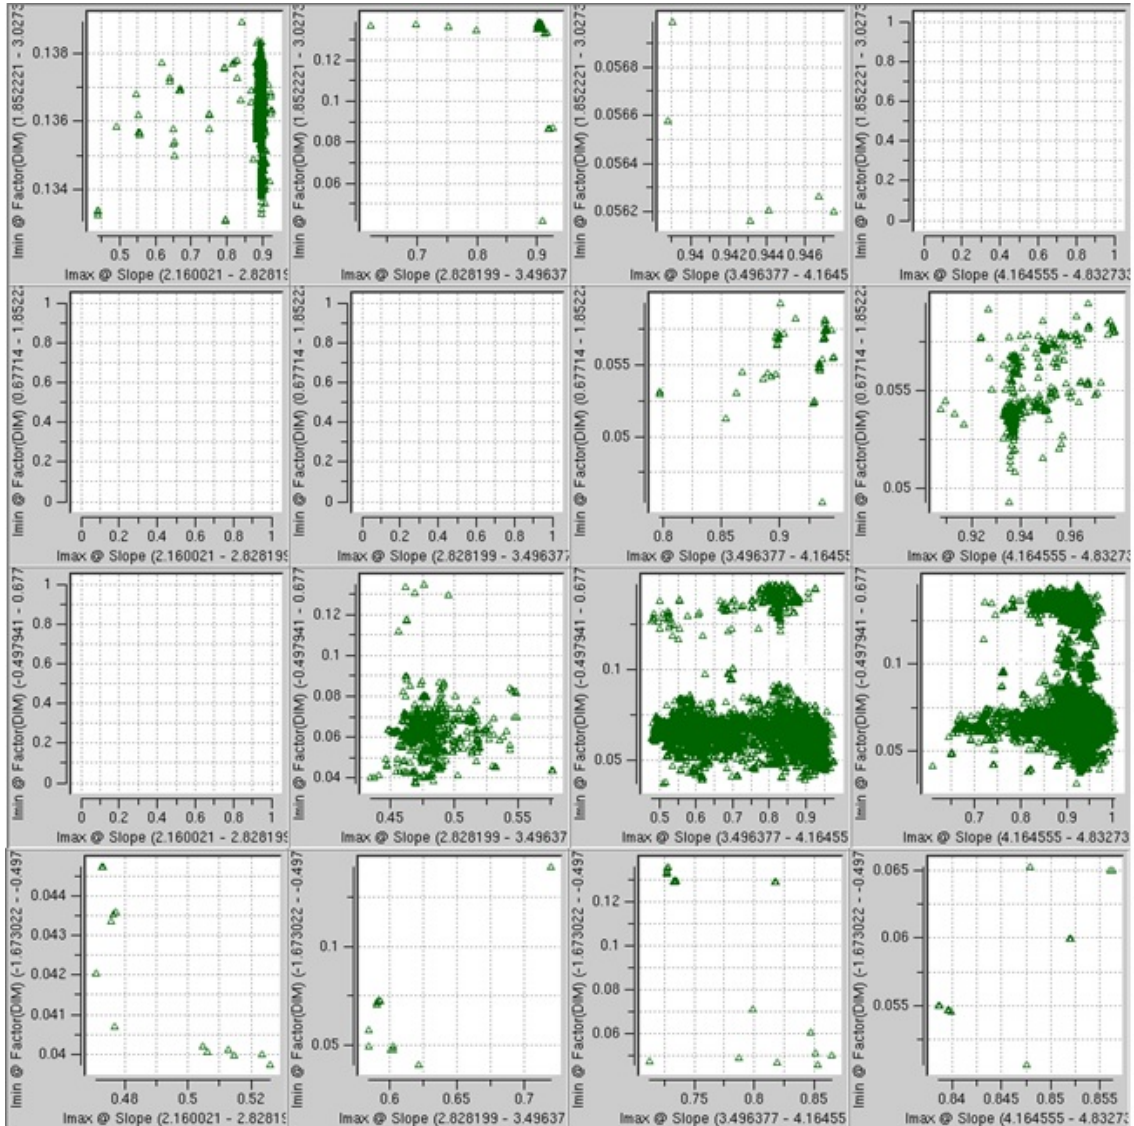 Imin @ Factor(DIM) (1.852221 - 3.0273
0.138
0.136
0.134
0.5 0.6 0.7 0.8 0.9
Imax @ Slope (2.160021 - 2.82819
Imin @ Factor(DIM) (1.852221 - 3.0273
0.1
0.06
0.7 0.8 0.9
Imax @ Slope (2.828199 - 3.49637
Imin @ Factor(DIM) (1.852221 - 3.0273
0.0568
0.0566
0.0564
0.0562
0.94 0.942 0.944 0.946
Imax @ Slope (3.496377 - 4.1645
Imin @ Factor(DIM) (1.852221 - 3.0273
1
0.8
0.6
0.4
0.2
0
0 0.2 0.4 0.6 0.8 1
Imax @ Slope (4.164555 - 4.832733
Imin @ Factor(DIM) (0.67714 - 1.85222
1
0.8
0.6
0.4
0.2
0
0 0.2 0.4 0.6 0.8 1
Imax @ Slope (2.160021 - 2.828199
Imin @ Factor(DIM) (0.67714 - 1.85222
1
0.8
0.6
0.4
0.2
0
0 0.2 0.4 0.6 0.8 1
Imax @ Slope (2.828199 - 3.496377
Imin @ Factor(DIM) (0.67714 - 1.85222
0.055
0.05
0.8 0.85 0.9
Imax @ Slope (3.496377 - 4.16455
Imin @ Factor(DIM) (0.67714 - 1.85222
0.055
0.05
0.92 0.94 0.96
Imax @ Slope (4.164555 - 4.83273
Imin @ Factor(DIM) (-0.497941 - 0.677
1
0.8
0.6
0.4
0.2
0
0 0.2 0.4 0.6 0.8 1
Imax @ Slope (2.160021 - 2.828199
Imin @ Factor(DIM) (-0.497941 - 0.677
0.12
0.1
0.08
0.06
0.04
0.45 0.5 0.55
Imax @ Slope (2.828199 - 3.49637
Imin @ Factor(DIM) (-0.497941 - 0.677
0.1
0.05
0.5 0.6 0.7 0.8 0.9
Imax @ Slope (3.496377 - 4.16455
Imin @ Factor(DIM) (-0.497941 - 0.677
0.1
0.05
0.7 0.8 0.9 1
Imax @ Slope (4.164555 - 4.83273
Imin @ Factor(DIM) (-1.673022 - -0.497
0.044
0.043
0.042
0.041
0.04
0.48 0.5 0.52
Imax @ Slope (2.160021 - 2.82819
Imin @ Factor(DIM) (-1.673022 - -0.497
0.1
0.05
0.6 0.7
Imax @ Slope (2.828199 - 3.49637
Imin @ Factor(DIM) (-1.673022 - -0.497
0.12
0.1
0.08
0.06
0.75 0.8 0.85
Imax @ Slope (3.496377 - 4.16455
Imin @ Factor(DIM) (-1.673022 - -0.497
0.065
0.06
0.055
0.84 0.845 0.85 0.855
Imax @ Slope (4.164555 - 4.83273